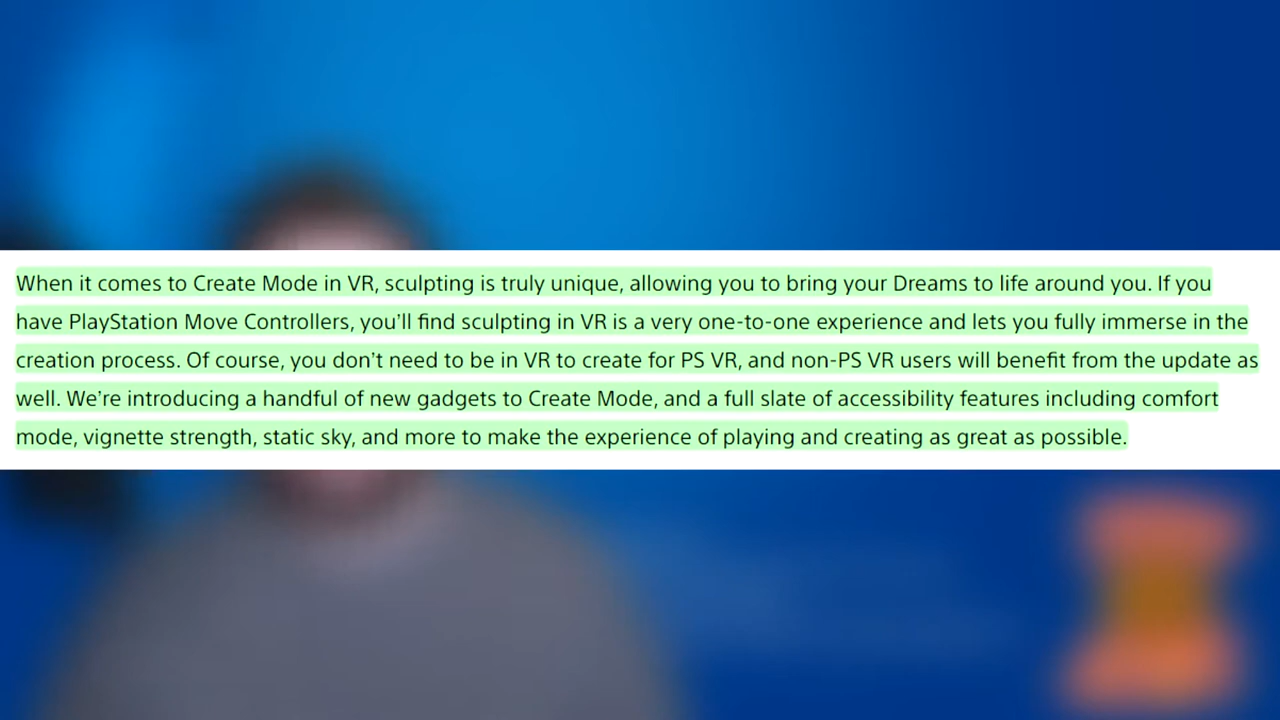 When it comes to Create Mode in VR, sculpting is truly unique, allowing you to bring your Dreams to life around you. If you
have PlayStation Move Controllers, you’ll find sculpting in VR is a very one-to-one experience and lets you fully immerse in the
creation process. Of course, you don’t need to be in VR to create for PS VR, and non-PS VR users will benefit from the update as
well. We’re introducing a handful of new gadgets to Create Mode, and a full slate of accessibility features including comfort
mode, vignette strength, static sky, and more to make the experience of playing and creating as great as possible.